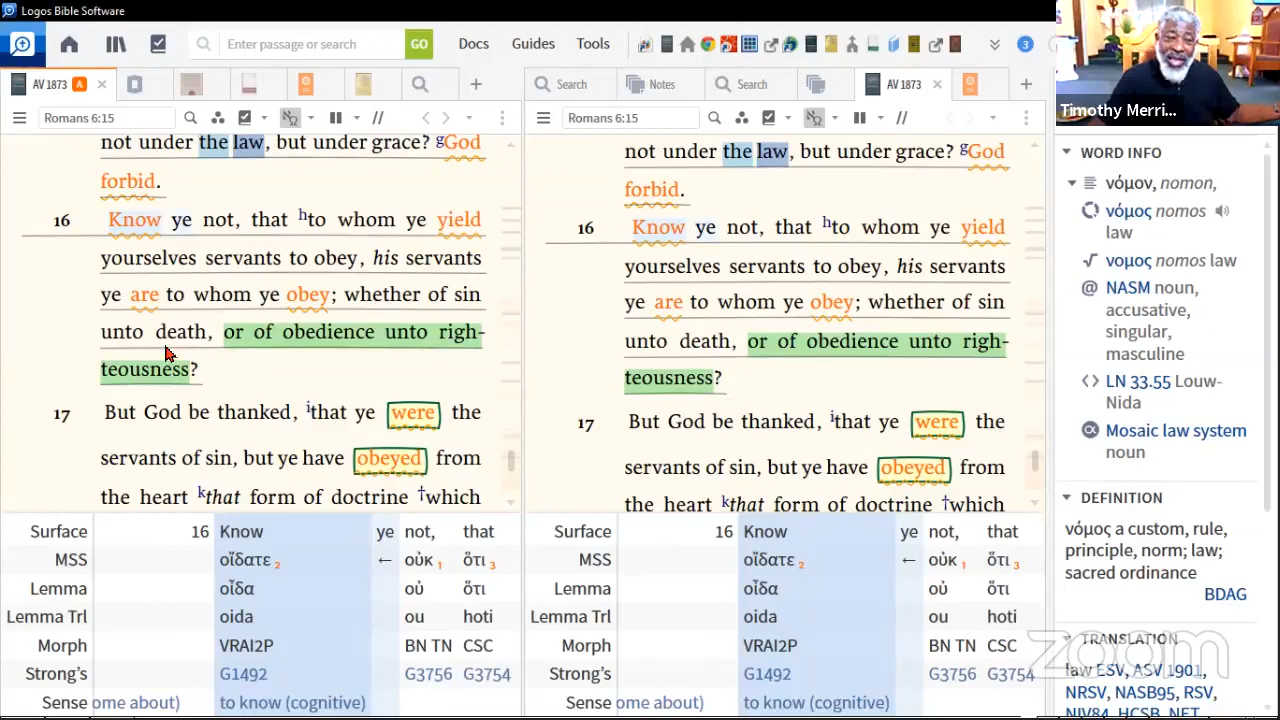 Logos Bible Software
Enter passage or search
GO
Docs
Guides
Tools
3
AV 1873 A
Search
Notes
Search
AV 1873
Romans 6:15
Romans 6:15
not under the law, but under grace? gGod
forbid.
16 Know ye not, that hto whom ye yield
yourselves servants to obey, his servants
ye are to whom ye obey; whether of sin
unto death, or of obedience unto righ-
teousness?
17 But God be thanked, ithat ye were the
servants of sin, but ye have obeyed from
the heart kthat form of doctrine †which
not under the law, but under grace? gGod
forbid.
16 Know ye not, that hto whom ye yield
yourselves servants to obey, his servants
ye are to whom ye obey; whether of sin
unto death, or of obedience unto righ-
teousness?
17 But God be thanked, ithat ye were the
servants of sin, but ye have obeyed from
the heart kthat form of doctrine †which
Surface 16 Know ye not, that
MSS οἴδατε 2 ← οὐκ 1 ὅτι 3
Lemma οἶδα οὐ ὅτι
Lemma Trl oida ou hoti
Morph VRAI2P BN TN CSC
Strong's G1492 G3756 G3754
Sense ome about) to know (cognitive)
Surface 16 Know ye not, that
MSS οἴδατε 2 ← οὐκ 1 ὅτι 3
Lemma οἶδα οὐ ὅτι
Lemma Trl oida ou hoti
Morph VRAI2P BN TN CSC
Strong's G1492 G3756 G3754
Sense ome about) to know (cognitive)
Timothy Merri...
WORD INFO
νόμον, nomon,
νόμος nomos
law
νομος nomos law
NASM noun,
accusative,
singular,
masculine
LN 33.55 Louw-
Nida
Mosaic law system
noun
DEFINITION
νόμος a custom, rule,
principle, norm; law;
sacred ordinance
BDAG
TRANSLATION
law ESV, ASV 1901,
NRSV, NASB95, RSV,
NIV84, HCSB, NET
zoom